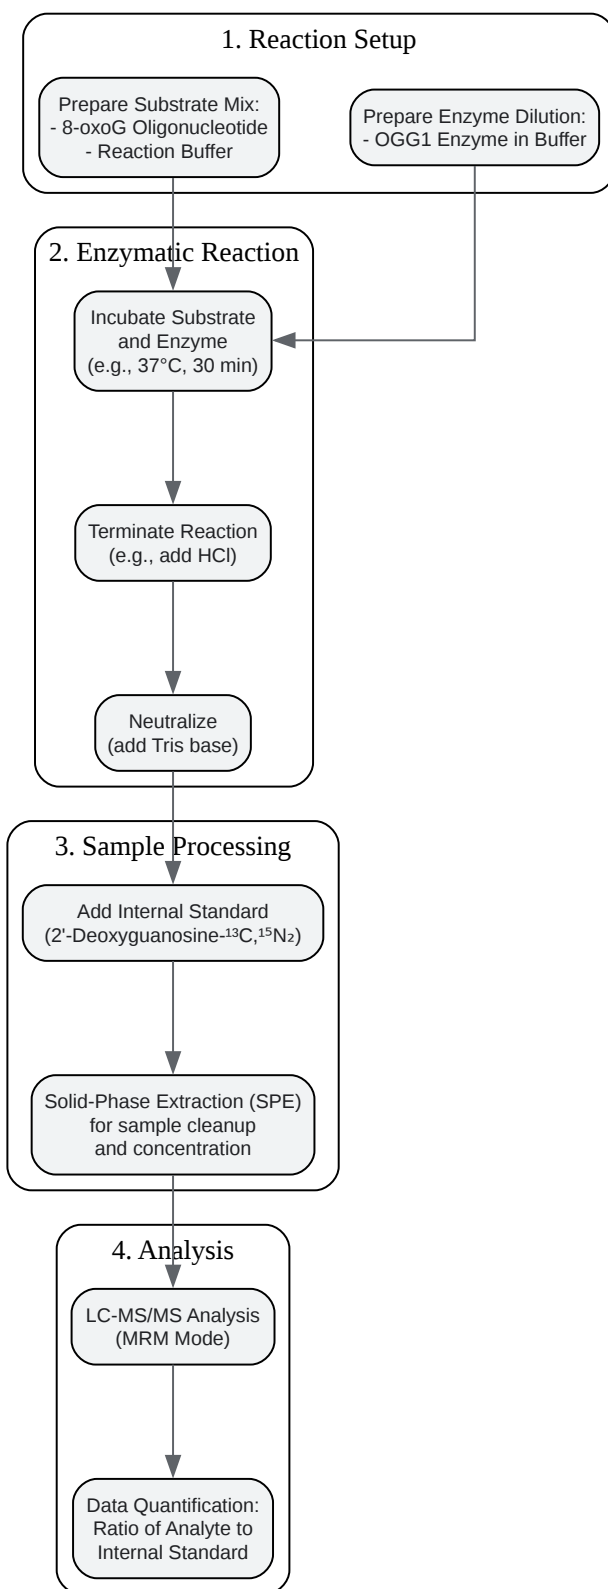 1. Reaction Setup
Prepare Substrate Mix:
- 8-oxoG Oligonucleotide
- Reaction Buffer
Prepare Enzyme Dilution:
- OGG1 Enzyme in Buffer
2. Enzymatic Reaction
Incubate Substrate
and Enzyme
(e.g., 37°C, 30 min)
Terminate Reaction
(e.g., add HCl)
Neutralize
(add Tris base)
3. Sample Processing
Add Internal Standard
(2'-Deoxyguanosine-¹³C,¹⁵N₂)
Solid-Phase Extraction (SPE)
for sample cleanup
and concentration
4. Analysis
LC-MS/MS Analysis
(MRM Mode)
Data Quantification:
Ratio of Analyte to
Internal Standard